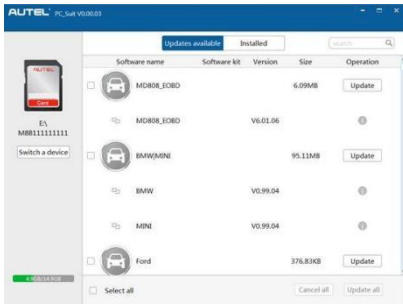 AUTEL PC_Suit V0.00.03
Updates available Installed
search
Software name Software kit Version Size Operation
AUTEL
Card
E:\
M88111111111
Switch a device
MD808_EOBD 6.09MB Update
MD808_EOBD V6.01.06
BMW|MINI 95.11MB Update
BMW V0.99.04
MINI V0.99.04
Ford 376.83KB Update
Select all Cancel all Update all